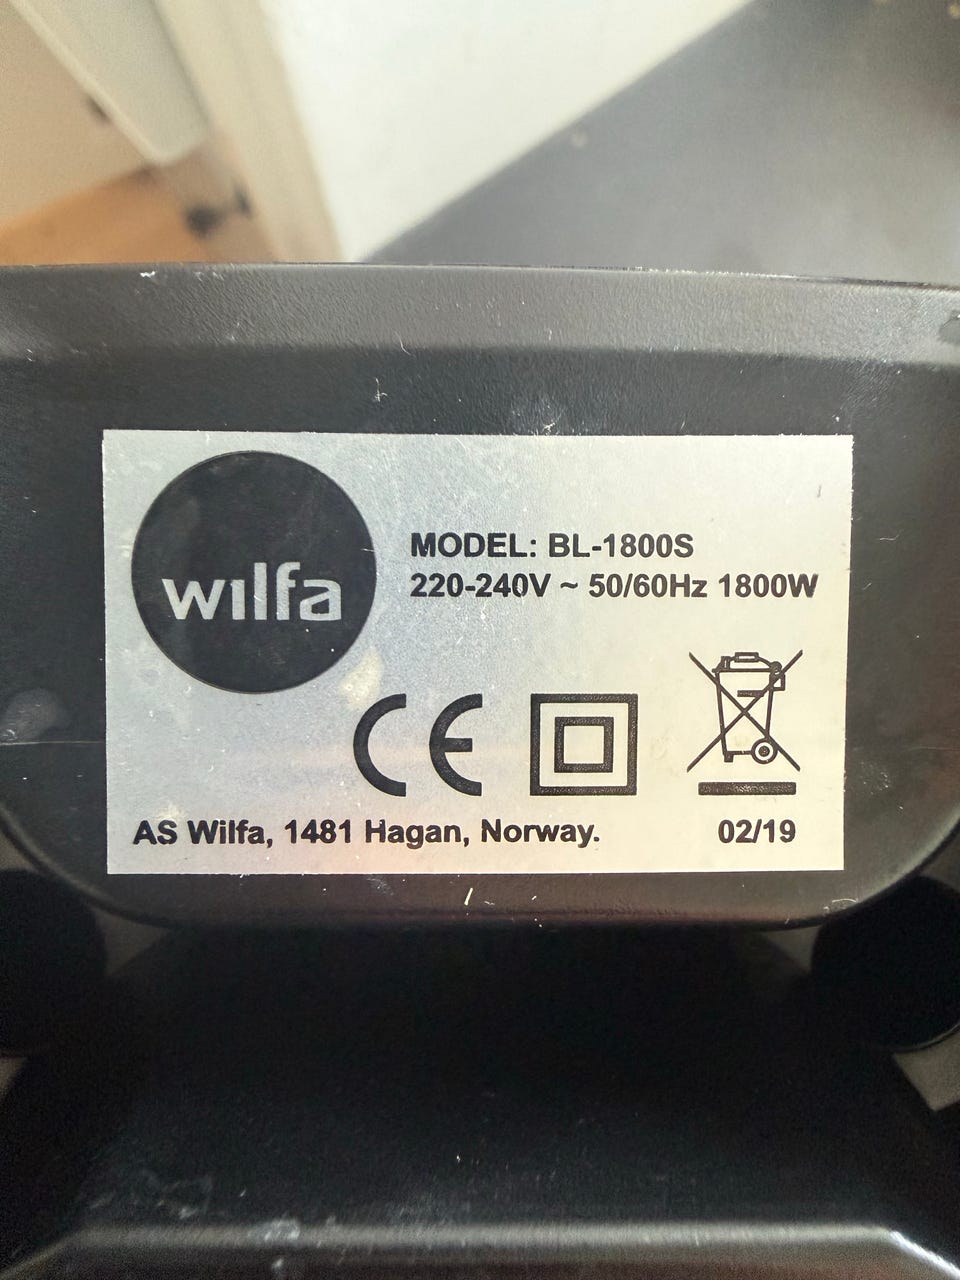 wilfa
MODEL: BL-1800S
220-240V ~ 50/60Hz 1800W
CE
AS Wilfa, 1481 Hagan, Norway.
02/19